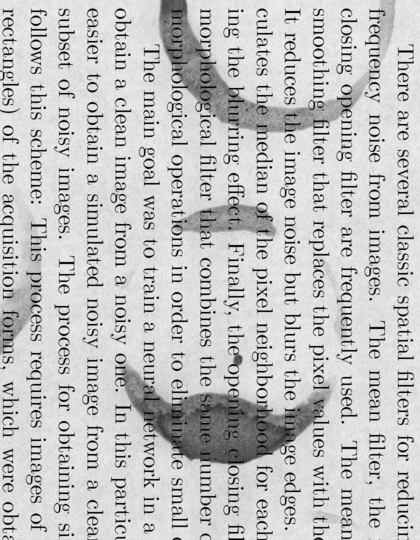 There are several classic spatial filters for reducin
frequency noise from images. The mean filter, the
closing opening filter are frequently used. The mean
smoothing filter that replaces the pixel values with the
It reduces the image noise but blurs the image edges.
culates the median of the pixel neighborhood for each
ing the blurring effect. Finally, the opening closing fil
morphological filter that combines the same number o
morphological operations in order to eliminate small
The main goal was to train a neural network in a
obtain a clean image from a noisy one. In this particu
easier to obtain a simulated noisy image from a clea
subset of noisy images. The process for obtaining si
follows this scheme: This process requires images of
rectangles) of the acquisition forms, which were obta